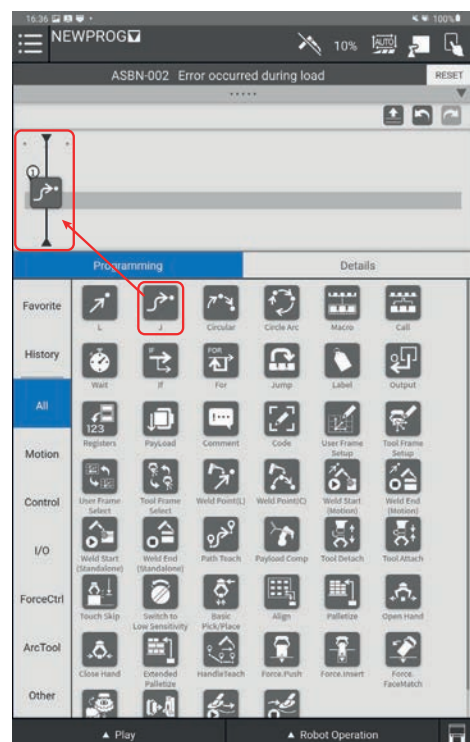 16:36
100%
NEWPROG
10%
AUTO
ASBN-002 Error occurred during load
RESET
1
Programming
Details
Favorite
History
All
Motion
Control
I/O
ForceCtrl
ArcTool
Other
L
J
Circular
Circle Arc
Macro
Call
Wait
IF
If
FOR
For
Jump
Label
Output
123
Registers
PayLoad
Comment
Code
User Frame
Setup
Tool Frame
Setup
User Frame
Select
Tool Frame
Select
Weld Point(L)
Weld Point(C)
Weld Start
(Motion)
Weld End
(Motion)
Weld Start
(Standalone)
Weld End
(Standalone)
Path Teach
Payload Comp
Tool Detach
Tool Attach
Touch Skip
Switch to
Low Sensitivity
Basic
Pick/Place
Align
Palletize
Open Hand
Close Hand
Extended
Palletize
HandleTeach
Force.Push
Force.Insert
Force.
FaceMatch
Play
Robot Operation